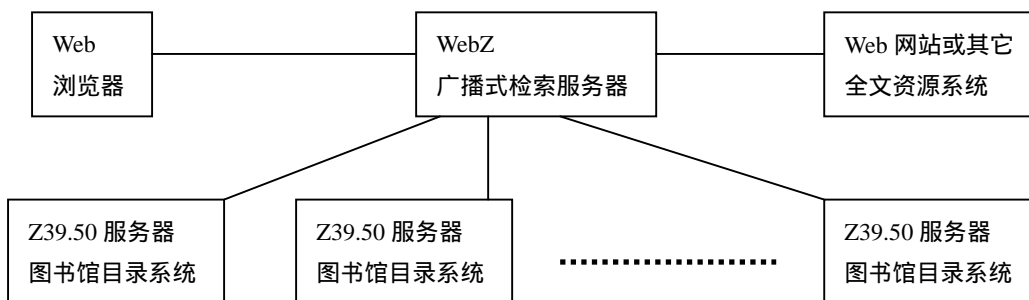 Web
浏览器
WebZ
广播式检索服务器
Web 网站或其它
全文资源系统
Z39.50 服务器
图书馆目录系统
Z39.50 服务器
图书馆目录系统
Z39.50 服务器
图书馆目录系统